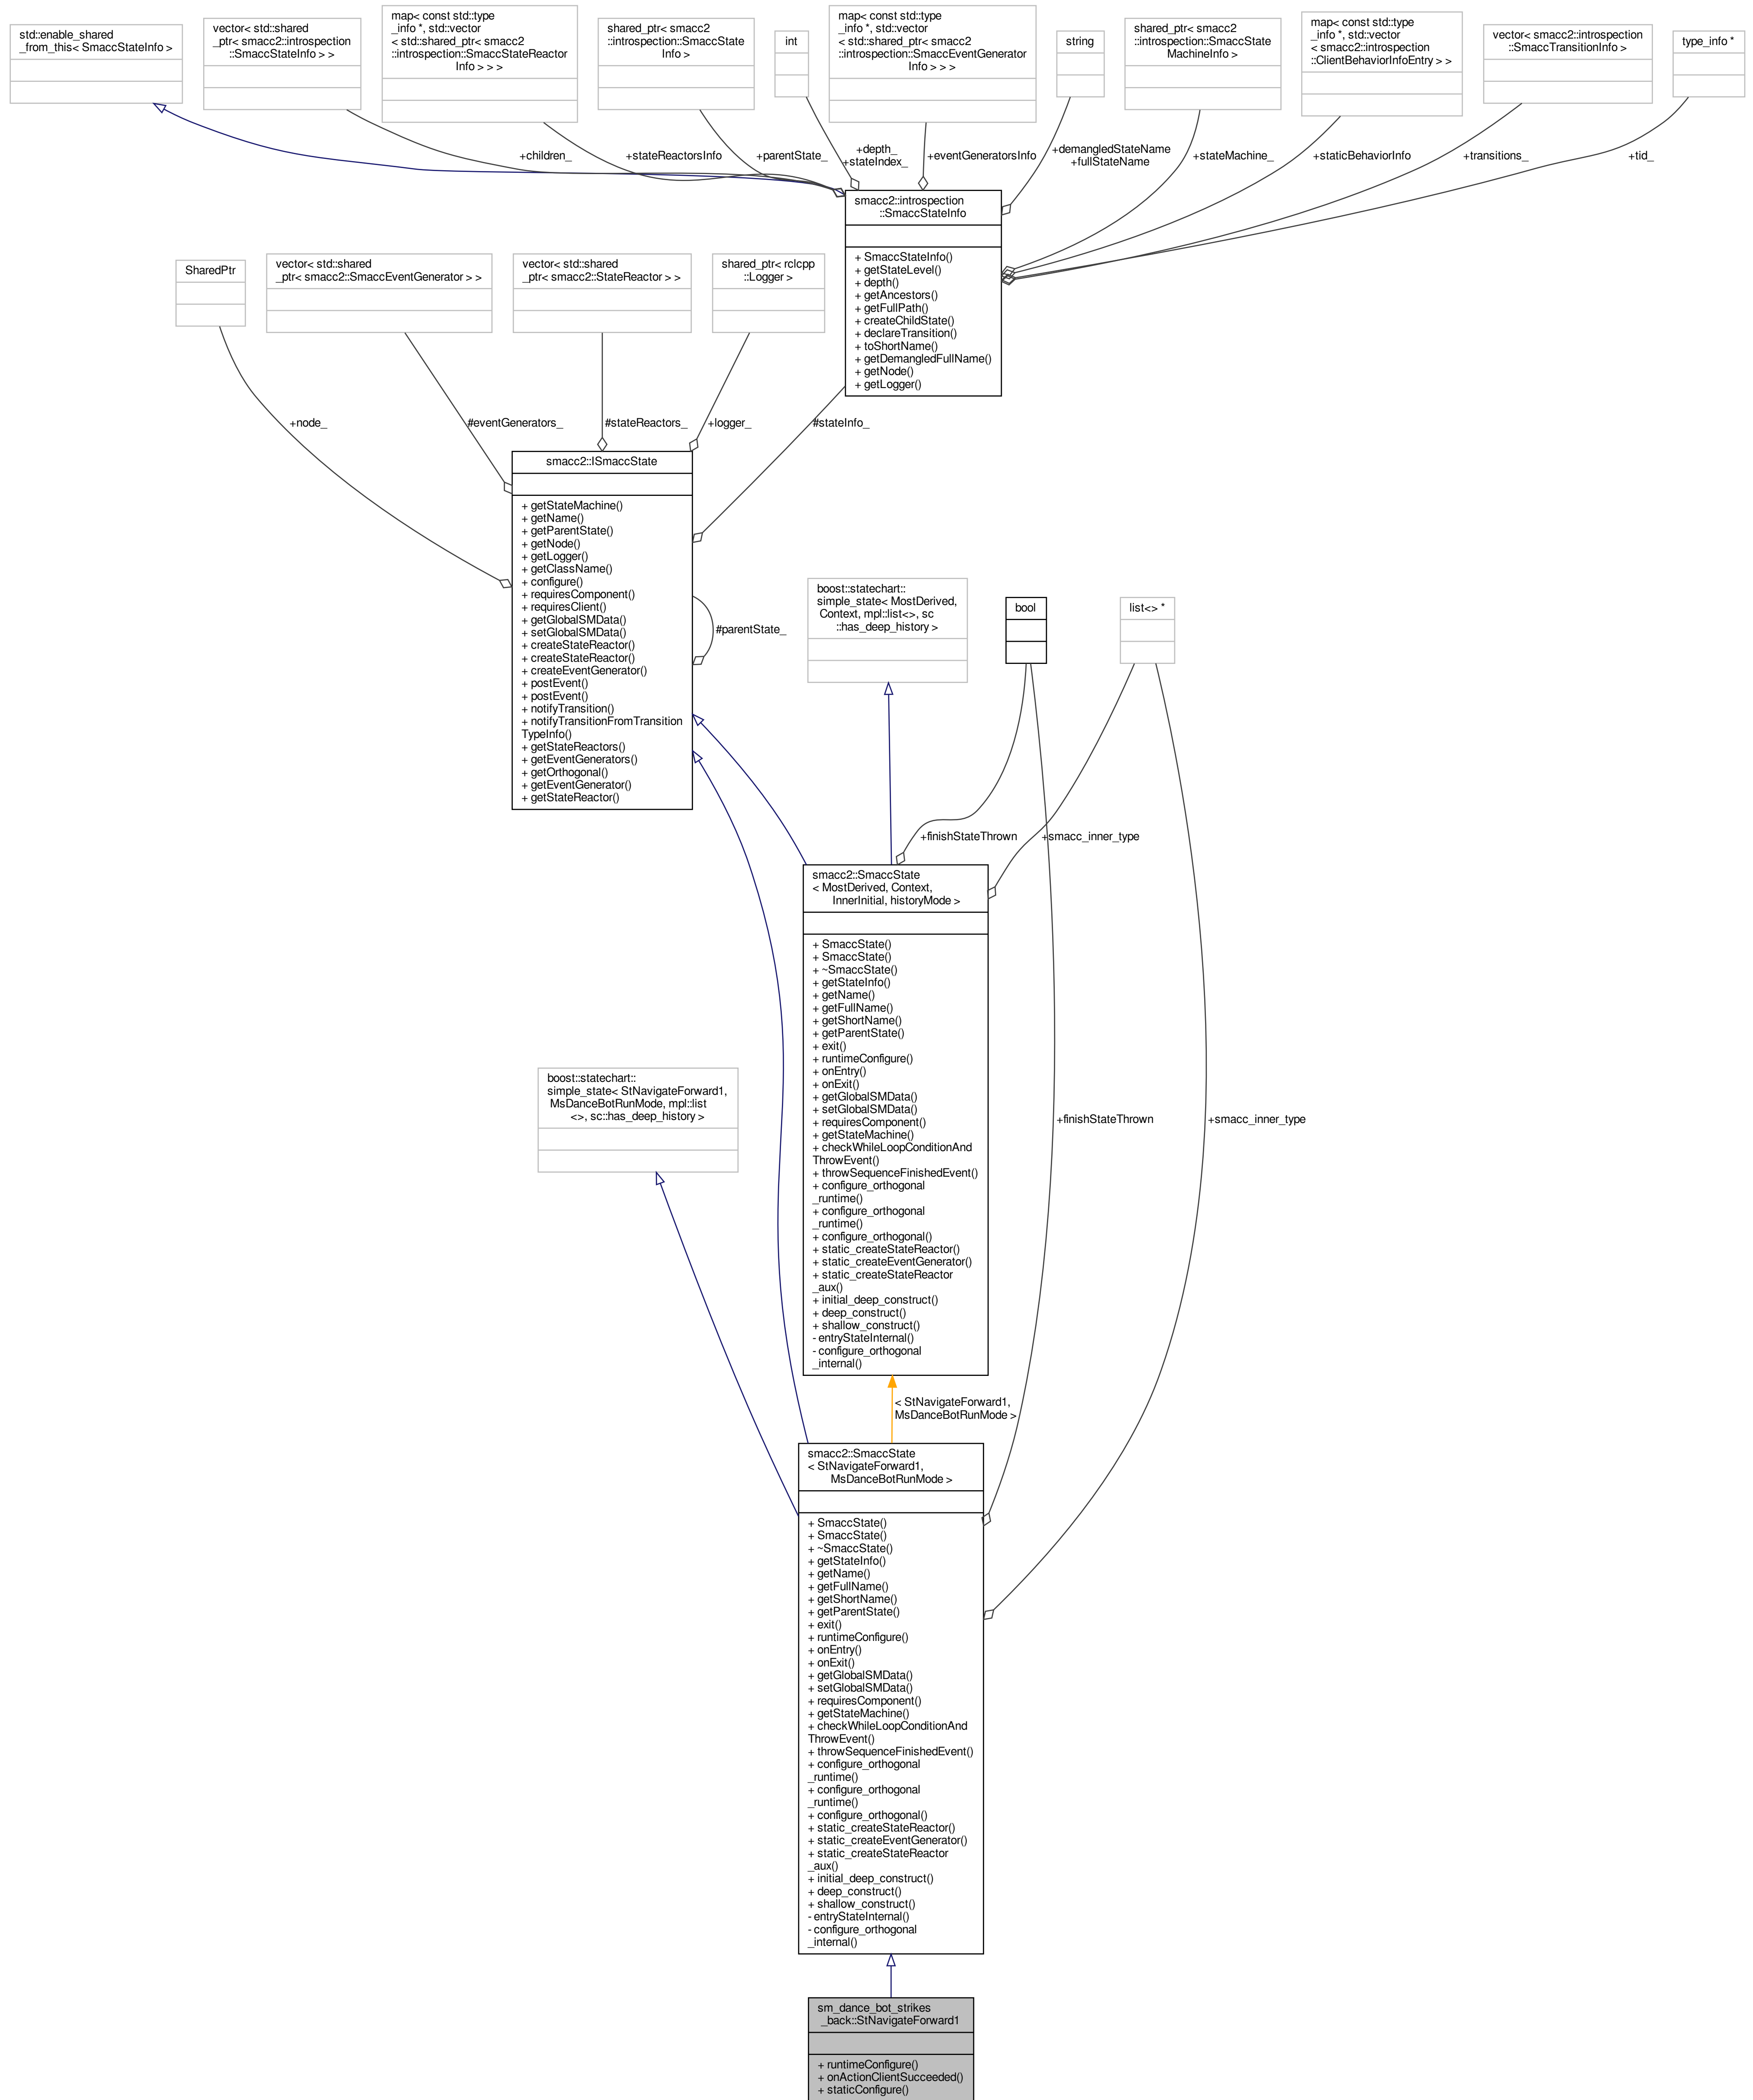 std::enable_shared
_from_this< SmaccStateInfo >
vector< std::shared
_ptr< smacc2::introspection
::SmaccStateInfo > >
map< const std::type
_info *, std::vector
< std::shared_ptr< smacc2
::introspection::SmaccStateReactor
Info > > >
shared_ptr< smacc2
::introspection::SmaccState
Info >
int
map< const std::type
_info *, std::vector
< std::shared_ptr< smacc2
::introspection::SmaccEventGenerator
Info > > >
string
shared_ptr< smacc2
::introspection::SmaccState
MachineInfo >
map< const std::type
_info *, std::vector
< smacc2::introspection
::ClientBehaviorInfoEntry > >
vector< smacc2::introspection
::SmaccTransitionInfo >
type_info *
+children_
+stateReactorsInfo
+parentState_
+depth_
+stateIndex_
+eventGeneratorsInfo
+demangledStateName
+fullStateName
+stateMachine_
+staticBehaviorInfo
+transitions_
+tid_
smacc2::introspection
::SmaccStateInfo
+ SmaccStateInfo()
+ getStateLevel()
+ depth()
+ getAncestors()
+ getFullPath()
+ createChildState()
+ declareTransition()
+ toShortName()
+ getDemangledFullName()
+ getNode()
+ getLogger()
SharedPtr
vector< std::shared
_ptr< smacc2::SmaccEventGenerator > >
vector< std::shared
_ptr< smacc2::StateReactor > >
shared_ptr< rclcpp
::Logger >
+node_
#eventGenerators_
#stateReactors_
+logger_
#stateInfo_
smacc2::ISmaccState
+ getStateMachine()
+ getName()
+ getParentState()
+ getNode()
+ getLogger()
+ getClassName()
+ configure()
+ requiresComponent()
+ requiresClient()
+ getGlobalSMData()
+ setGlobalSMData()
+ createStateReactor()
+ createStateReactor()
+ createEventGenerator()
+ postEvent()
+ postEvent()
+ notifyTransition()
+ notifyTransitionFromTransition
TypeInfo()
+ getStateReactors()
+ getEventGenerators()
+ getOrthogonal()
+ getEventGenerator()
+ getStateReactor()
#parentState_
boost::statechart::
simple_state< MostDerived,
Context, mpl::list<>, sc
::has_deep_history >
bool
list<> *
+finishStateThrown
+smacc_inner_type
smacc2::SmaccState
< MostDerived, Context,
InnerInitial, historyMode >
+ SmaccState()
+ SmaccState()
+ ~SmaccState()
+ getStateInfo()
+ getName()
+ getFullName()
+ getShortName()
+ getParentState()
+ exit()
+ runtimeConfigure()
+ onEntry()
+ onExit()
+ getGlobalSMData()
+ setGlobalSMData()
+ requiresComponent()
+ getStateMachine()
+ checkWhileLoopConditionAnd
ThrowEvent()
+ throwSequenceFinishedEvent()
+ configure_orthogonal
_runtime()
+ configure_orthogonal
_runtime()
+ configure_orthogonal()
+ static_createStateReactor()
+ static_createEventGenerator()
+ static_createStateReactor
_aux()
+ initial_deep_construct()
+ deep_construct()
+ shallow_construct()
- entryStateInternal()
- configure_orthogonal
_internal()
boost::statechart::
simple_state< StNavigateForward1,
MsDanceBotRunMode, mpl::list
<>, sc::has_deep_history >
+finishStateThrown
+smacc_inner_type
< StNavigateForward1,
MsDanceBotRunMode >
smacc2::SmaccState
< StNavigateForward1,
MsDanceBotRunMode >
+ SmaccState()
+ SmaccState()
+ ~SmaccState()
+ getStateInfo()
+ getName()
+ getFullName()
+ getShortName()
+ getParentState()
+ exit()
+ runtimeConfigure()
+ onEntry()
+ onExit()
+ getGlobalSMData()
+ setGlobalSMData()
+ requiresComponent()
+ getStateMachine()
+ checkWhileLoopConditionAnd
ThrowEvent()
+ throwSequenceFinishedEvent()
+ configure_orthogonal
_runtime()
+ configure_orthogonal
_runtime()
+ configure_orthogonal()
+ static_createStateReactor()
+ static_createEventGenerator()
+ static_createStateReactor
_aux()
+ initial_deep_construct()
+ deep_construct()
+ shallow_construct()
- entryStateInternal()
- configure_orthogonal
_internal()
sm_dance_bot_strikes
_back::StNavigateForward1
+ runtimeConfigure()
+ onActionClientSucceeded()
+ staticConfigure()